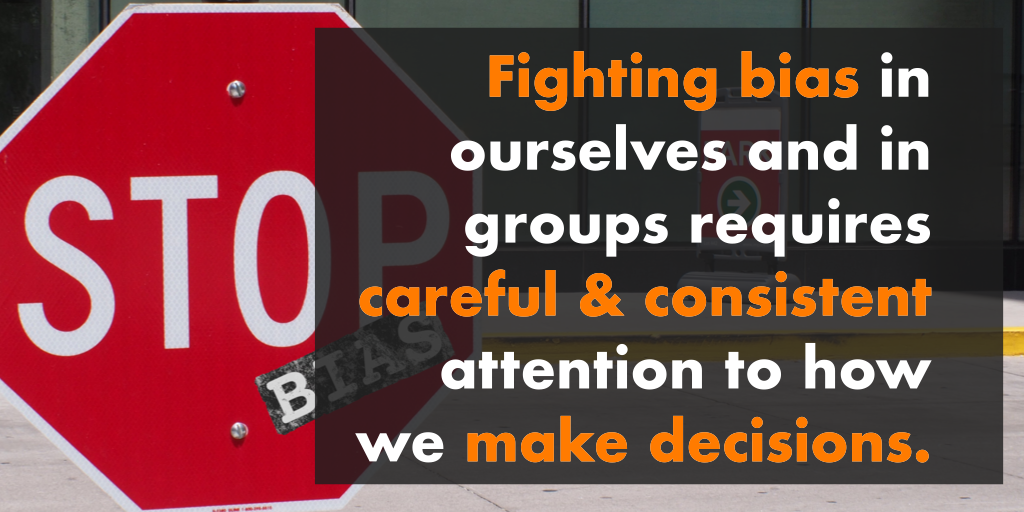 STOP
BIAS
Fighting bias in
ourselves and in
groups requires
careful & consistent
attention to how
we make decisions.